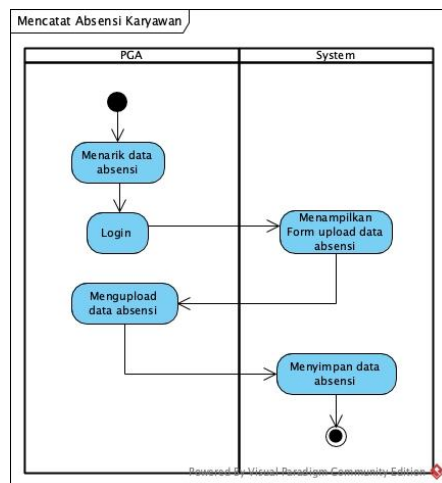 Mencatat Absensi Karyawan
PGA
System
Menarik data
absensi
Login
Menampilkan
Form upload data
absensi
Mengupload
data absensi
Menyimpan data
absensi
Powered By Visual Paradigm Community Edition